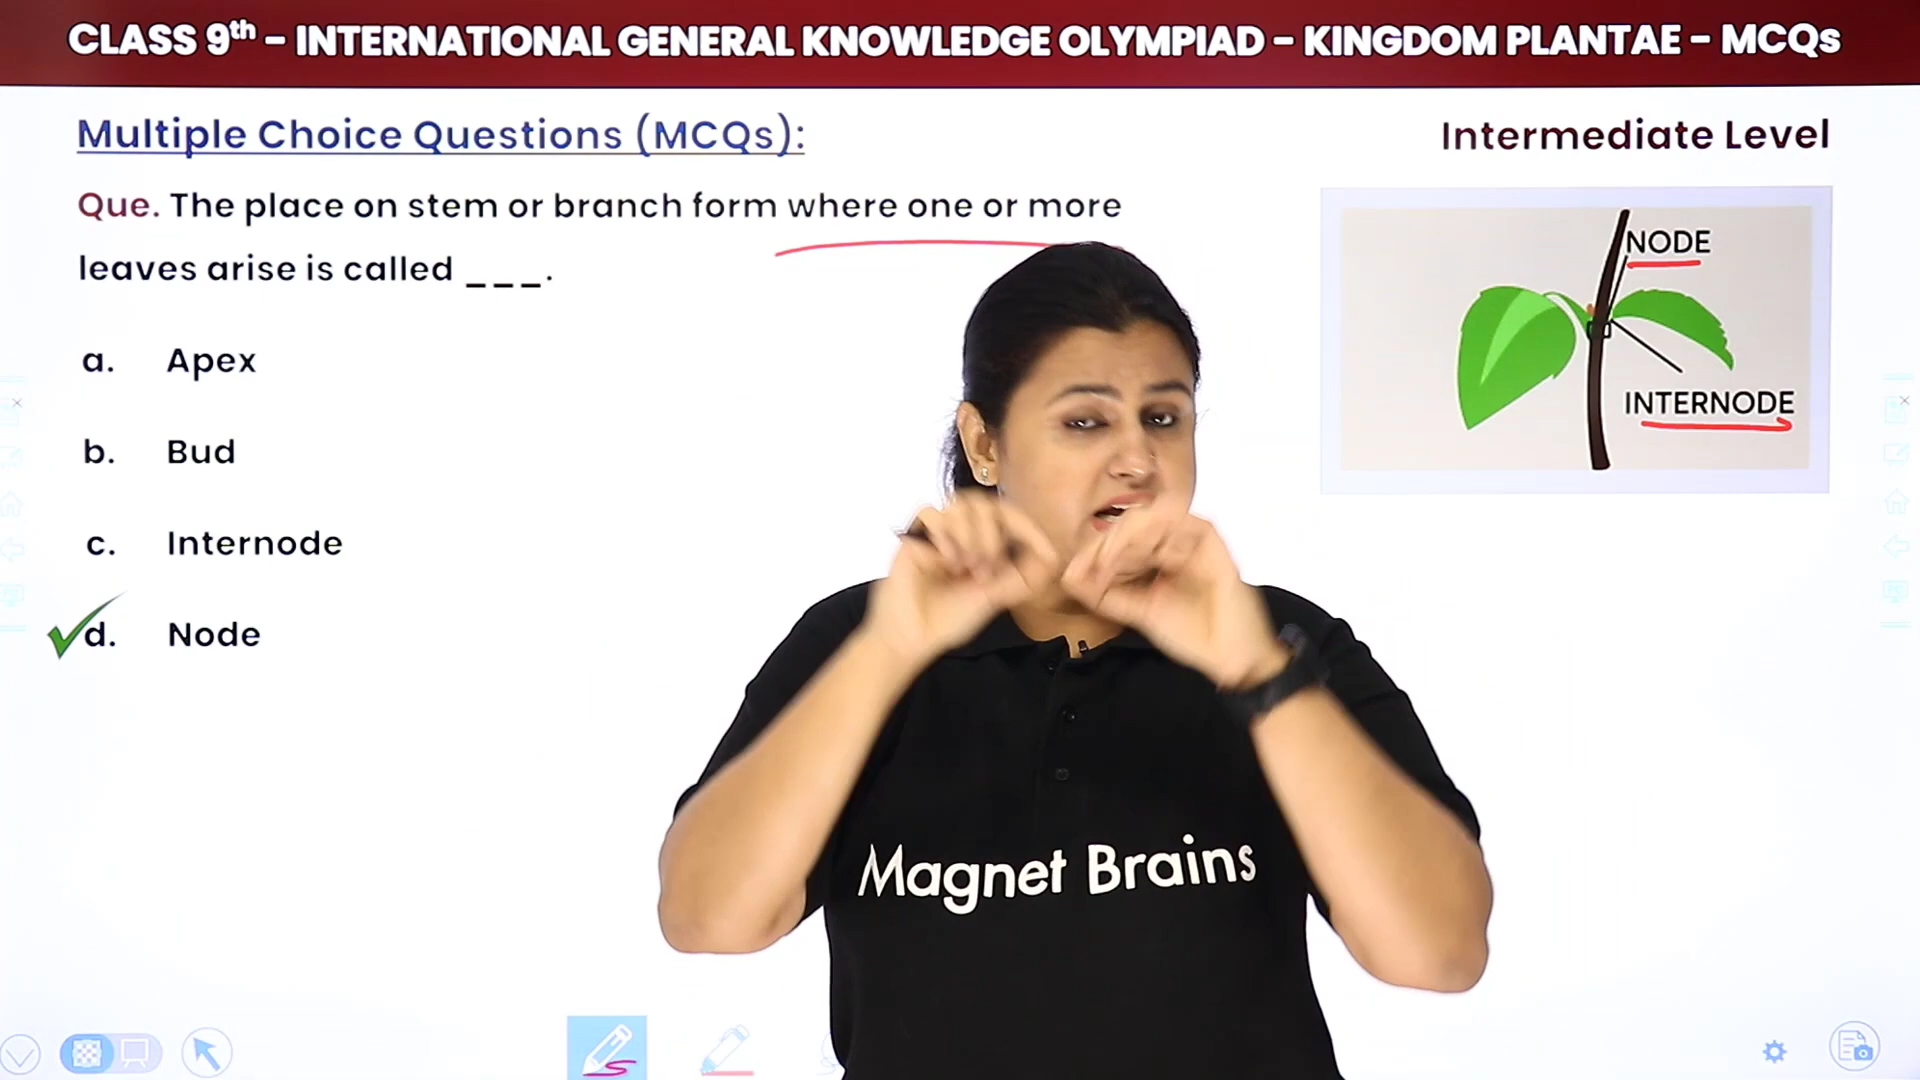 CLASS 9th - INTERNATIONAL GENERAL KNOWLEDGE OLYMPIAD - KINGDOM PLANTAE - MCQs
Multiple Choice Questions (MCQs):
Intermediate Level
Que. The place on stem or branch form where one or more
leaves arise is called ___.
a. Apex
b. Bud
c. Internode
d. Node
NODE
INTERNODE
Magnet Brains